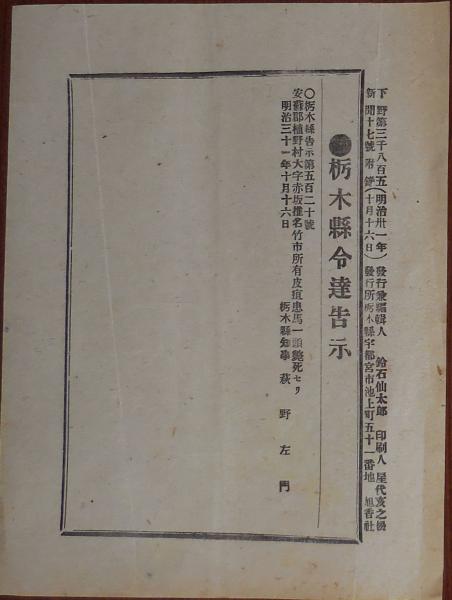 下野新聞第三千八百五十七號附錄(明治卅一年十月十六日)
發行兼編輯人 鈴石仙太郎 印刷人 屋代亥之松
發行所栃木縣宇都宮市池上町五十一番地 旭香社
●栃木縣令達告示
〇栃木縣告示第五百二十號
安蘇郡植野村大字赤坂椎名竹市所有皮疽患馬一頭斃死セリ
明治三十一年十月十六日
栃木縣知事 萩野左門